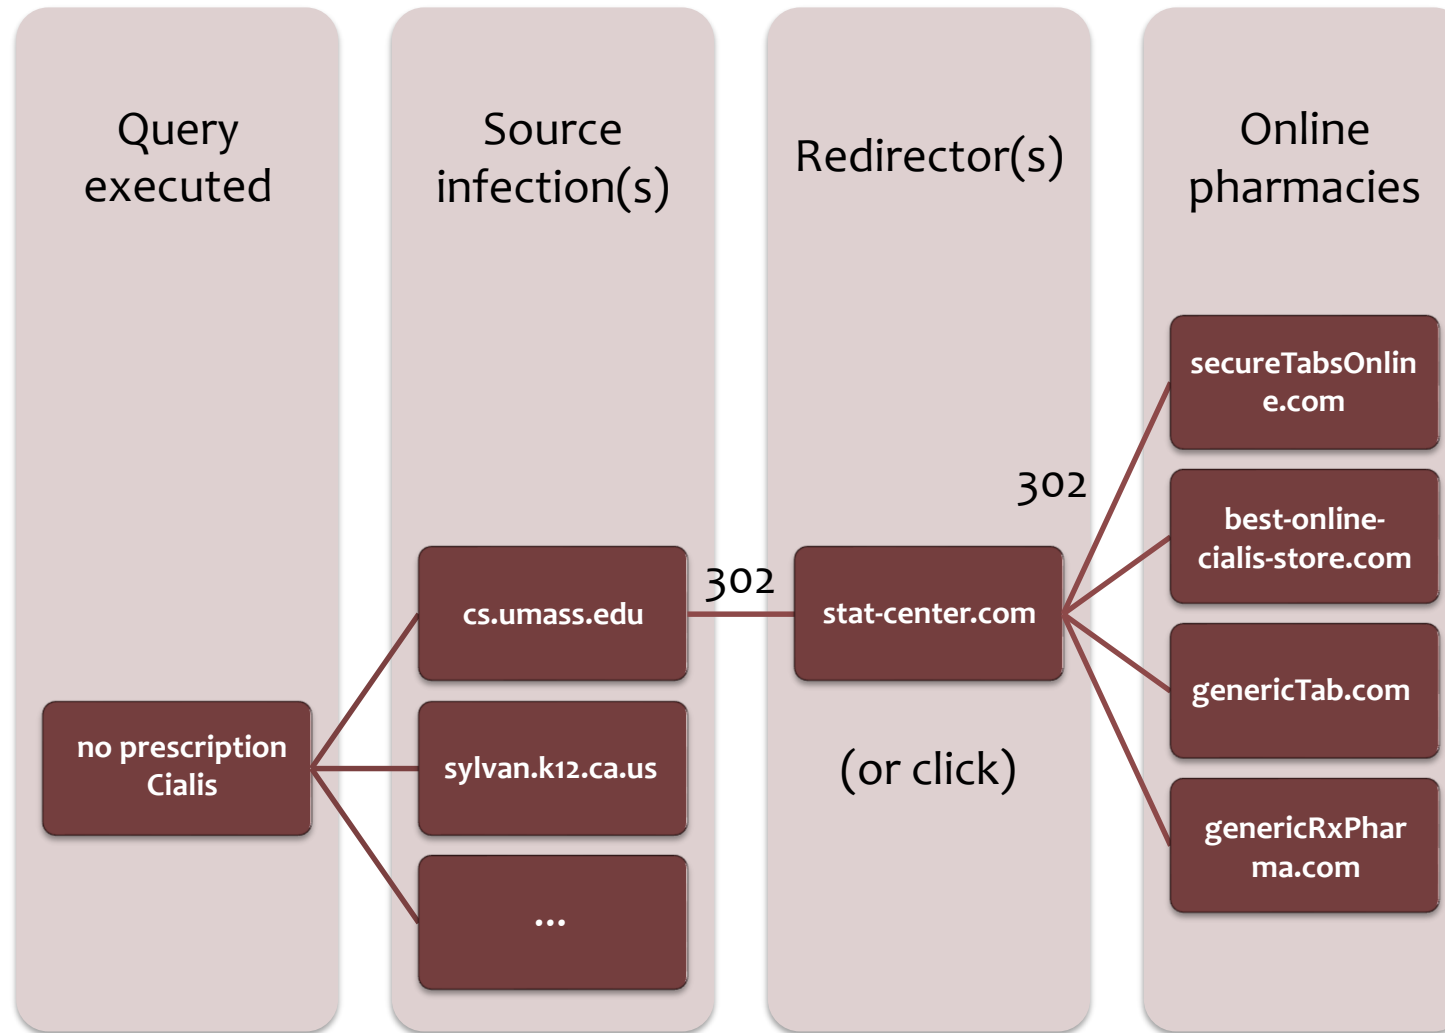 Query
executed
Source
infection(s)
Redirector(s)
Online
pharmacies
no prescription
Cialis
cs.umass.edu
sylvan.k12.ca.us
...
302
stat-center.com
(or click)
302
secureTabsOnlin
e.com
best-online-
cialis-store.com
genericTab.com
genericRxPhar
ma.com